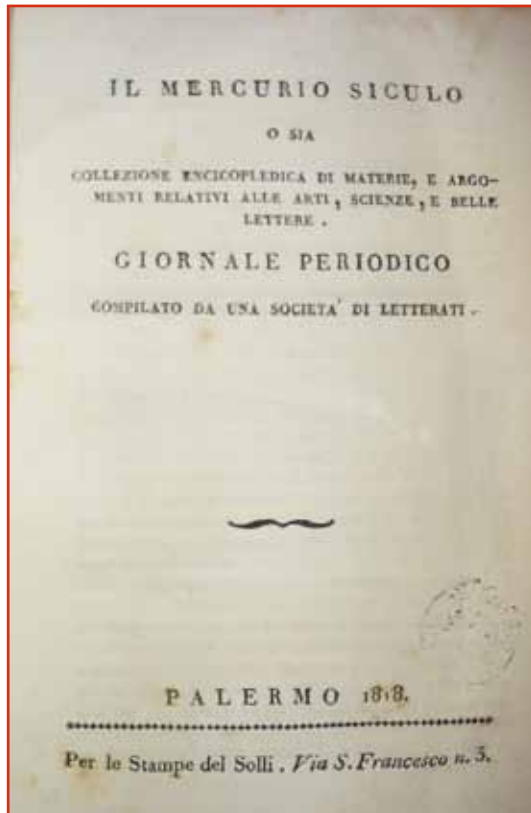 IL MERCURIO SICULO
O SIA
COLLEZIONE ENCICOPLEDICA DI MATERIE, E ARGO-
MENTI RELATIVI ALLE ARTI, SCIENZE, E BELLE
LETTERE.
GIORNALE PERIODICO
COMPILATO DA UNA SOCIETA' DI LETTERATI.
PALERMO 1818.
Per le Stampe del Solli. Via S. Francesco n. 3.